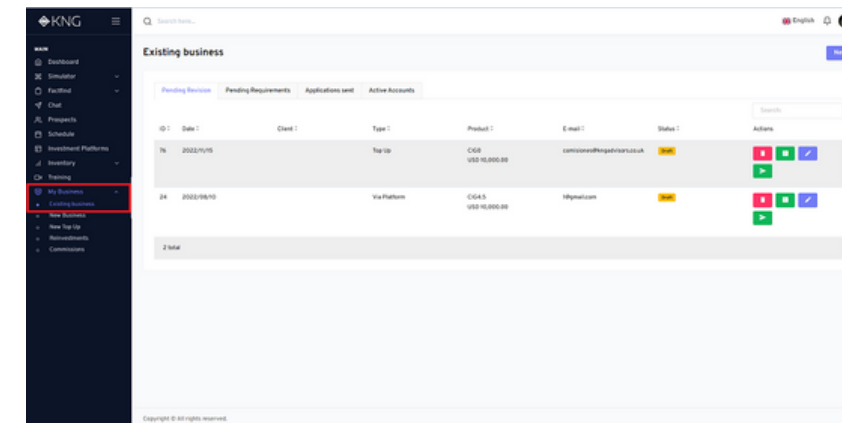 KNG
Search here...
English
Existing business
MAIN
Dashboard
Simulator
Factfind
Chat
Prospects
Schedule
Investment Platforms
Inventory
Training
My Business
Existing business
New Business
New Top Up
Reinvestments
Commissions
Pending Revision Pending Requirements Applications sent Active Accounts
Search
ID Date Client Type Product E-mail Status Actions
76 2022/11/15 Top Up CIG8 Draft
USD 10,000.00
24 2022/08/10 Via Platform CIG4.5 Draft
USD 10,000.00
2 total
Copyright © All rights reserved.